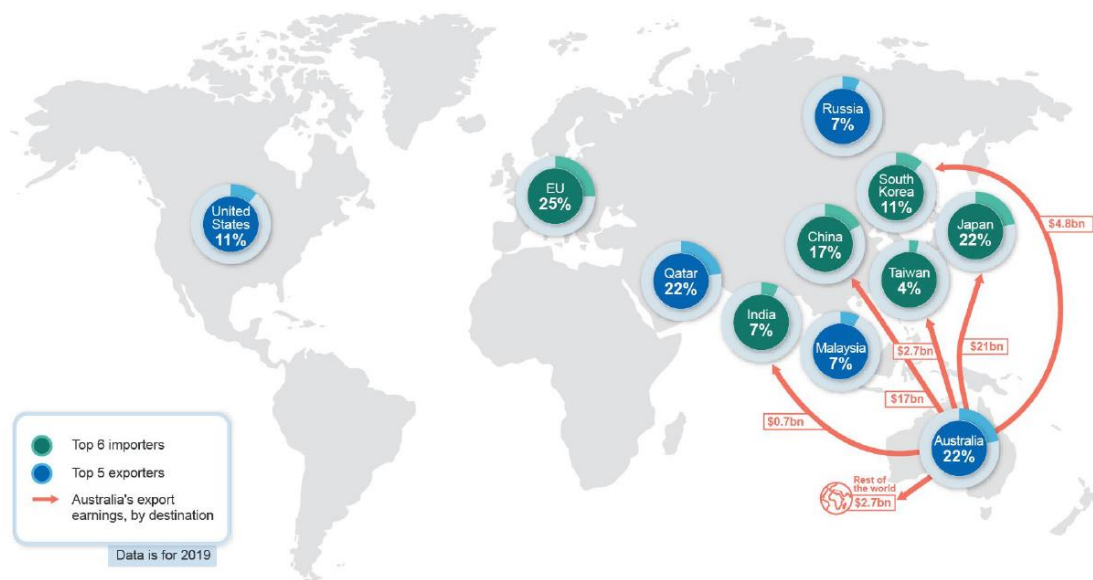 Russia
7%
EU
25%
South
Korea
11%
United
States
11%
Japan
22%
$4.8bn
China
17%
Taiwan
4%
Qatar
22%
India
7%
Malaysia
7%
$2.7bn
$21bn
$17bn
$0.7bn
Australia
22%
Rest of
the world
$2.7bn
Top 6 importers
Top 5 exporters
Australia's export
earnings, by destination
Data is for 2019